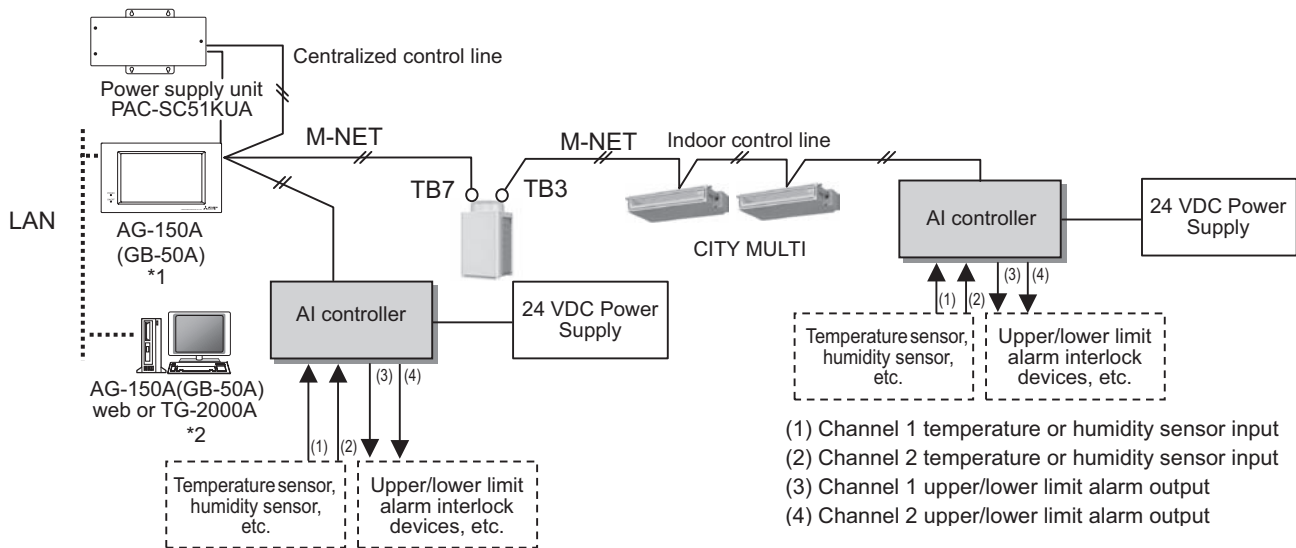 Centralized control line
Power supply unit
PAC-SC51KUA
M-NET
M-NET
Indoor control line
TB7
TB3
LAN
AG-150A
(GB-50A)
*1
CITY MULTI
AI controller
24 VDC Power
Supply
AI controller
24 VDC Power
Supply
(1)
(2)
(3)
(4)
Temperature sensor,
humidity sensor,
etc.
Upper/lower limit
alarm interlock
devices, etc.
AG-150A(GB-50A)
web or TG-2000A
*2
(1)
(2)
(3)
(4)
Temperature sensor,
humidity sensor,
etc.
Upper/lower limit
alarm interlock
devices, etc.
(1) Channel 1 temperature or humidity sensor input
(2) Channel 2 temperature or humidity sensor input
(3) Channel 1 upper/lower limit alarm output
(4) Channel 2 upper/lower limit alarm output